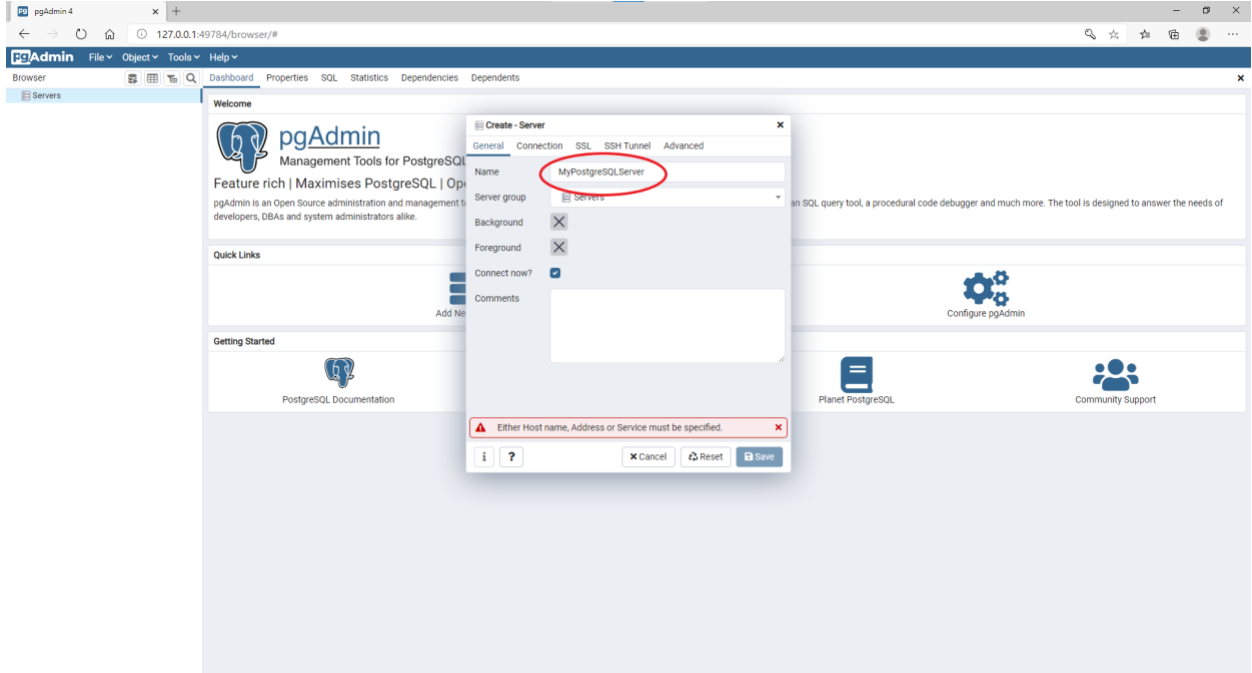 pgAdmin 4
127.0.0.1:49784/browser/#
PgAdmin File Object Tools Help
Browser
Dashboard Properties SQL Statistics Dependencies Dependents
Servers
Welcome
pgAdmin
Management Tools for PostgreSQL
Feature rich | Maximises PostgreSQL | Op
pgAdmin is an Open Source administration and management t
an SQL query tool, a procedural code debugger and much more. The tool is designed to answer the needs of
developers, DBAs and system administrators alike.
Quick Links
Add Ne
Configure pgAdmin
Getting Started
PostgreSQL Documentation
Planet PostgreSQL
Community Support
Create - Server
General Connection SSL SSH Tunnel Advanced
Name MyPostgreSQLServer
Server group Servers
Background
Foreground
Connect now?
Comments
Either Host name, Address or Service must be specified.
i ? Cancel Reset Save